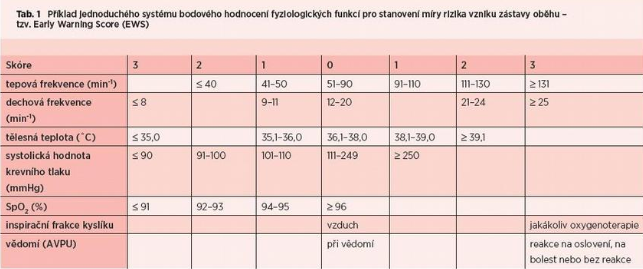 Tab. 1 Příklad jednoduchého systému bodového hodnocení fyziologických funkcí pro stanovení míry rizika vzniku zástavy oběhu –
tzv. Early Warning Score (EWS)
Skóre 3 2 1 0 1 2 3
tepová frekvence (min⁻¹) ≤ 40 41–50 51–90 91–110 111–130 ≥ 131
dechová frekvence ≤ 8 9–11 12–20 21–24 ≥ 25
(min⁻¹)
tělesná teplota (˚C) ≤ 35,0 35,1–36,0 36,1–38,0 38,1–39,0 ≥ 39,1
systolická hodnota ≤ 90 91–100 101–110 111–249 ≥ 250
krevního tlaku
(mmHg)
SpO₂ (%) ≤ 91 92–93 94–95 ≥ 96
inspirační frakce kyslíku vzduch jakákoliv oxygenoterapie
vědomí (AVPU) při vědomí reakce na oslovení, na
bolest nebo bez reakce